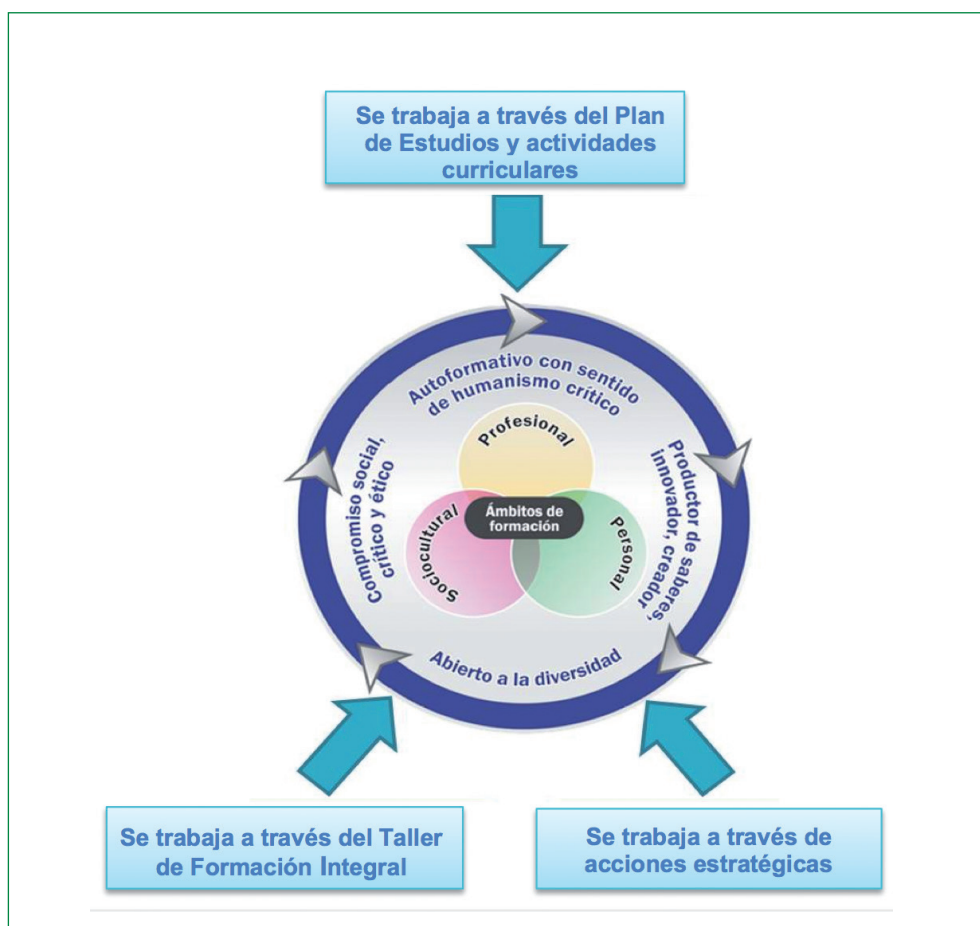 Se trabaja a través del Plan
de Estudios y actividades
curriculares
Autoformativo con sentido
de humanismo crítico
Profesional
Compromiso social,
crítico y ético
Productor de saberes,
innovador, creador
Ámbitos de
formación
Sociocultural
Personal
Abierto a la diversidad
Se trabaja a través del Taller
de Formación Integral
Se trabaja a través de
acciones estratégicas